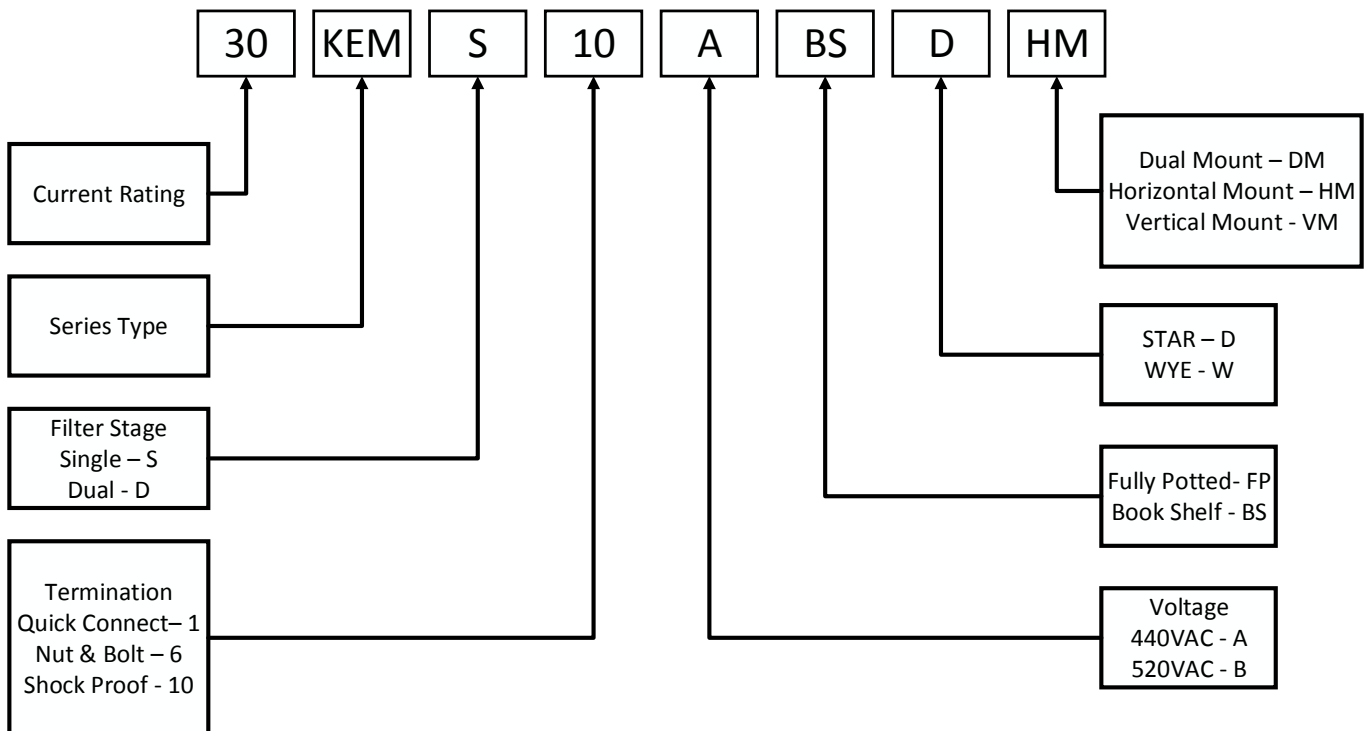 30 KEM S 10 A BS D HM
Current Rating
Series Type
Filter Stage
Single – S
Dual - D
Termination
Quick Connect– 1
Nut & Bolt – 6
Shock Proof - 10
Dual Mount – DM
Horizontal Mount – HM
Vertical Mount - VM
STAR – D
WYE - W
Fully Potted- FP
Book Shelf - BS
Voltage
440VAC - A
520VAC - B